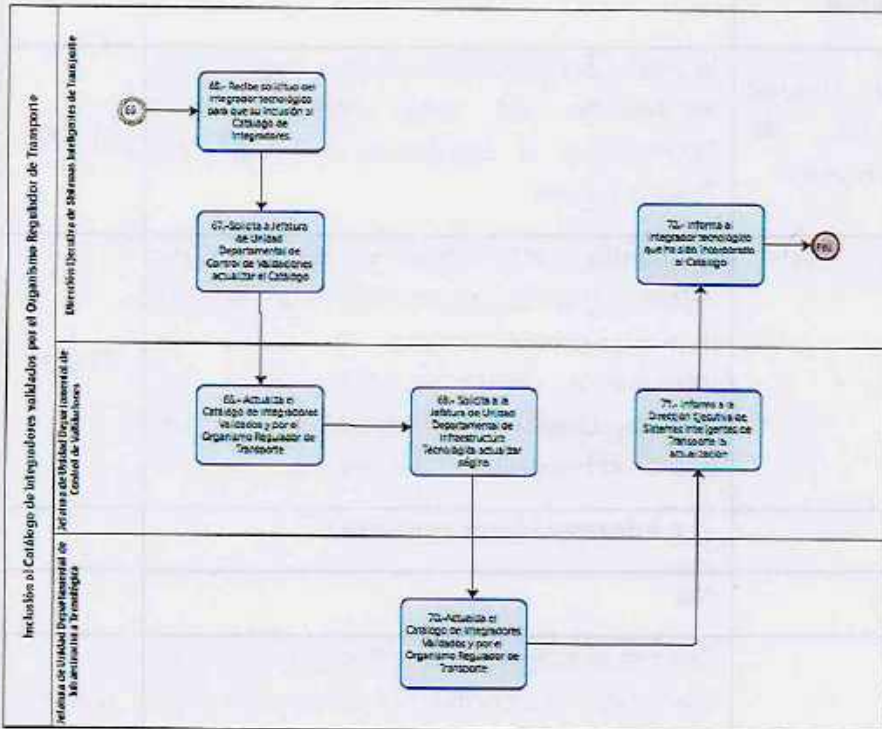 Inclusión al Catálogo de Integradores validados por el Organismo Regulador de Transporte
Dirección Ejecutiva de Sistemas Inteligentes de Transporte
66.- Recibe solicitud del
integrador tecnológico
para que su inclusión al
Catálogo de
Integradores.
67.-Solicita a Jefatura
de Unidad
Departamental de
Control de Validaciones
actualizar el Catálogo
72.- Informa al
integrador tecnológico
que ha sido incorporado
al Catálogo
FIN
Jefatura de Unidad Departamental de
Control de Validaciones
68.- Actualiza el
Catálogo de Integradores
Validados y por el
Organismo Regulador de
Transporte
69.- Solicita a la
Jefatura de Unidad
Departamental de
Infraestructura
Tecnológica actualizar
página
71.- Informa a la
Dirección Ejecutiva de
Sistemas Inteligentes de
Transporte la
actualización
Jefatura de Unidad Departamental de
Infraestructura Tecnológica
70.-Actualiza el
Catálogo de Integradores
Validados y por el
Organismo Regulador de
Transporte